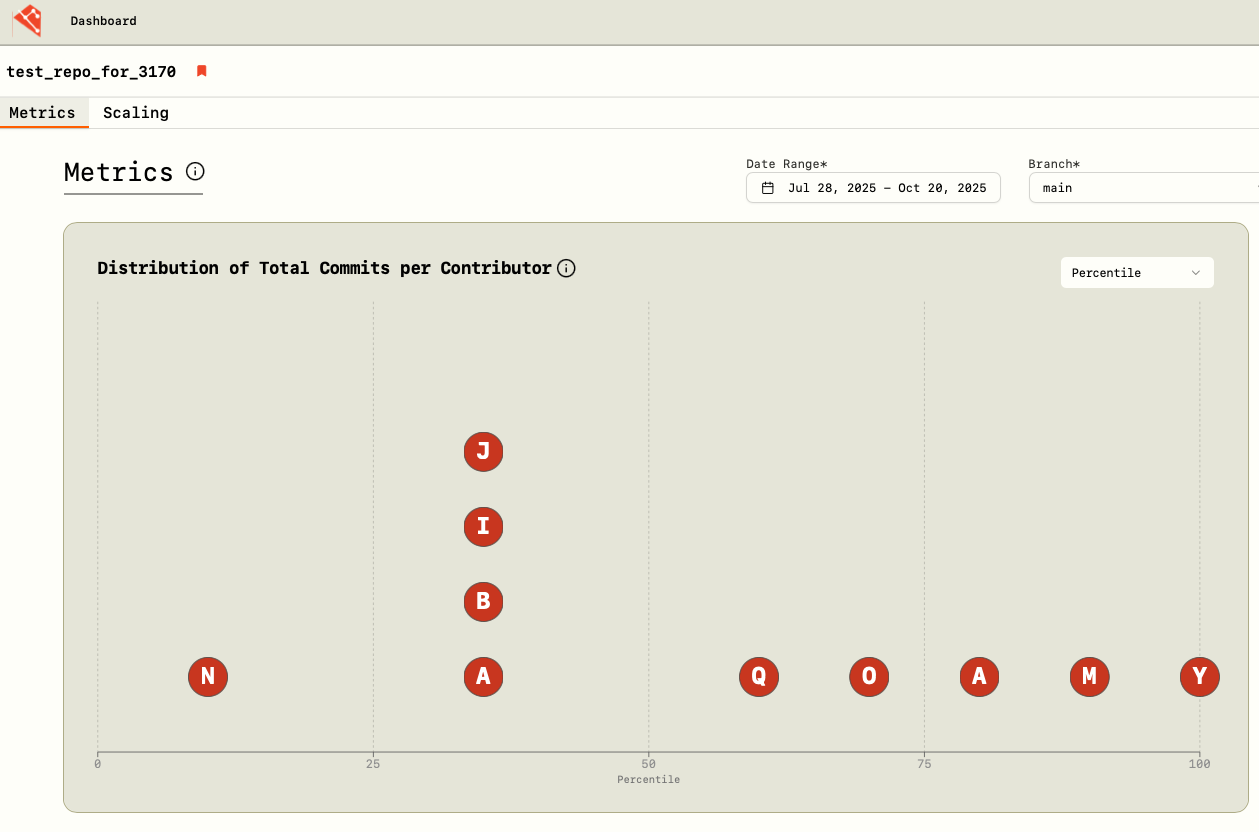 Dashboard
test_repo_for_3170
Metrics Scaling
Metrics
Date Range*
Jul 28, 2025 – Oct 20, 2025
Branch*
main
Distribution of Total Commits per Contributor
Percentile
J
I
B
N A Q O A M Y
0 25 50 75 100
Percentile